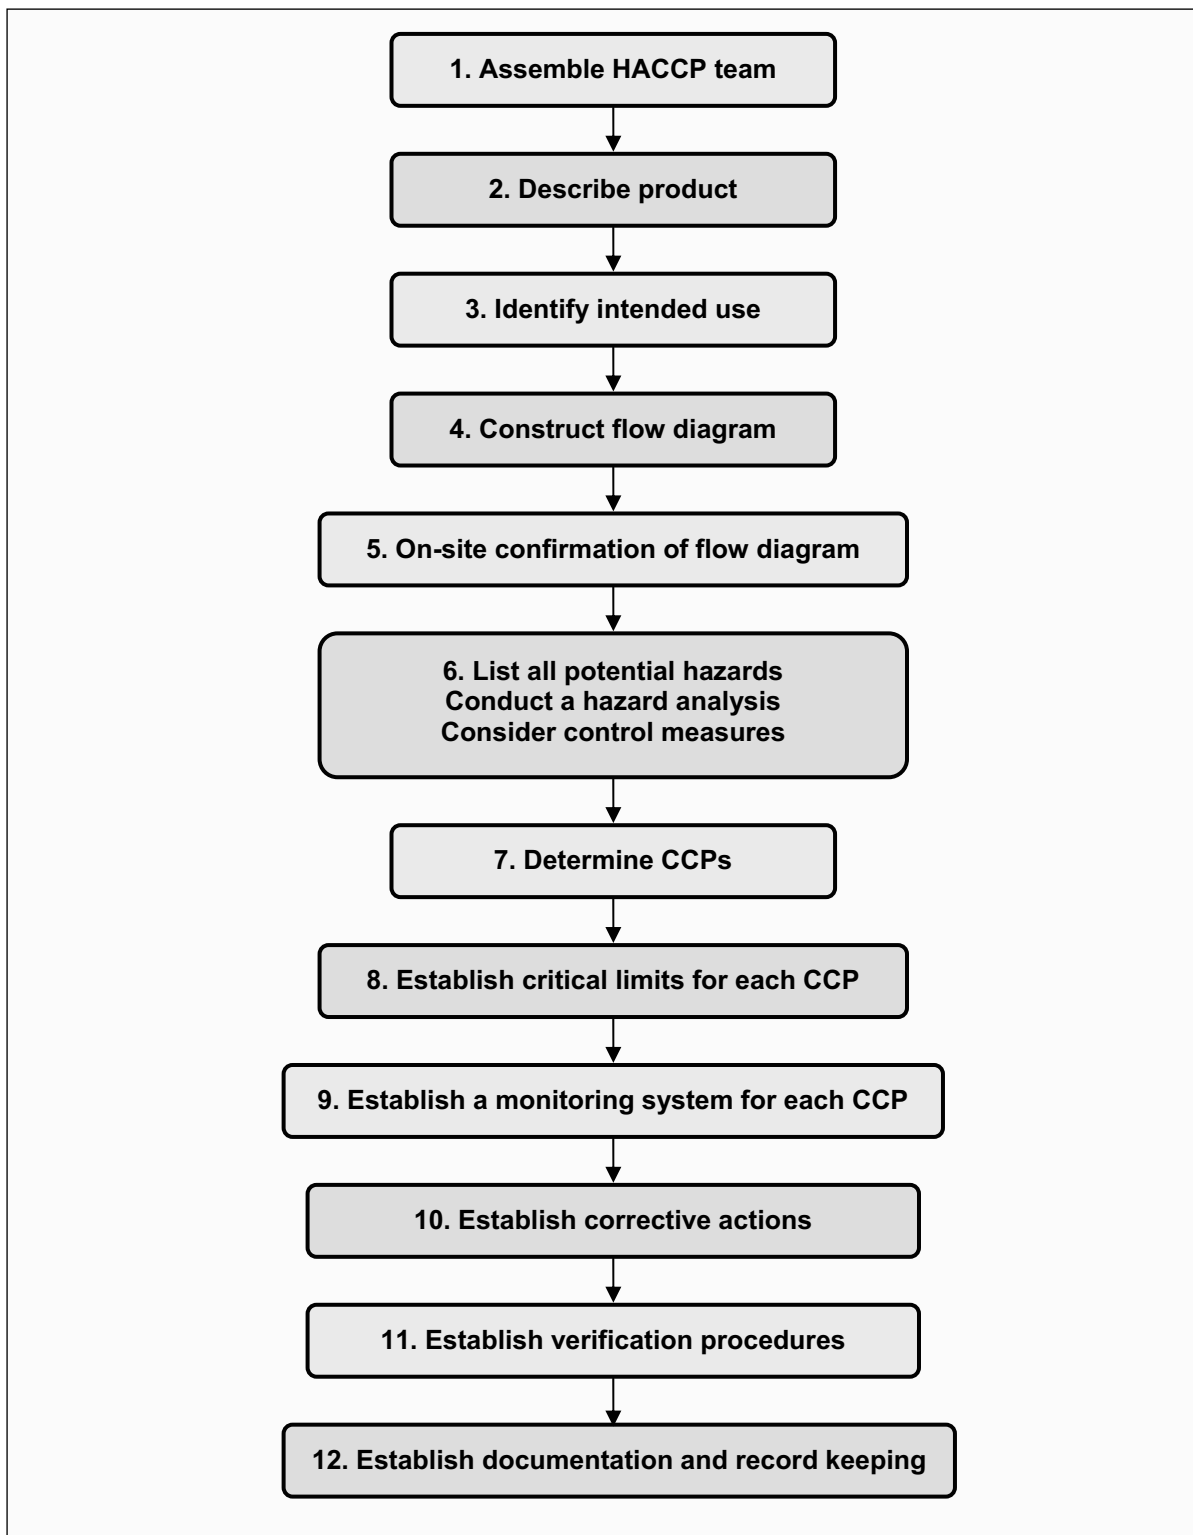 1. Assemble HACCP team
2. Describe product
3. Identify intended use
4. Construct flow diagram
5. On-site confirmation of flow diagram
6. List all potential hazards
Conduct a hazard analysis
Consider control measures
7. Determine CCPs
8. Establish critical limits for each CCP
9. Establish a monitoring system for each CCP
10. Establish corrective actions
11. Establish verification procedures
12. Establish documentation and record keeping